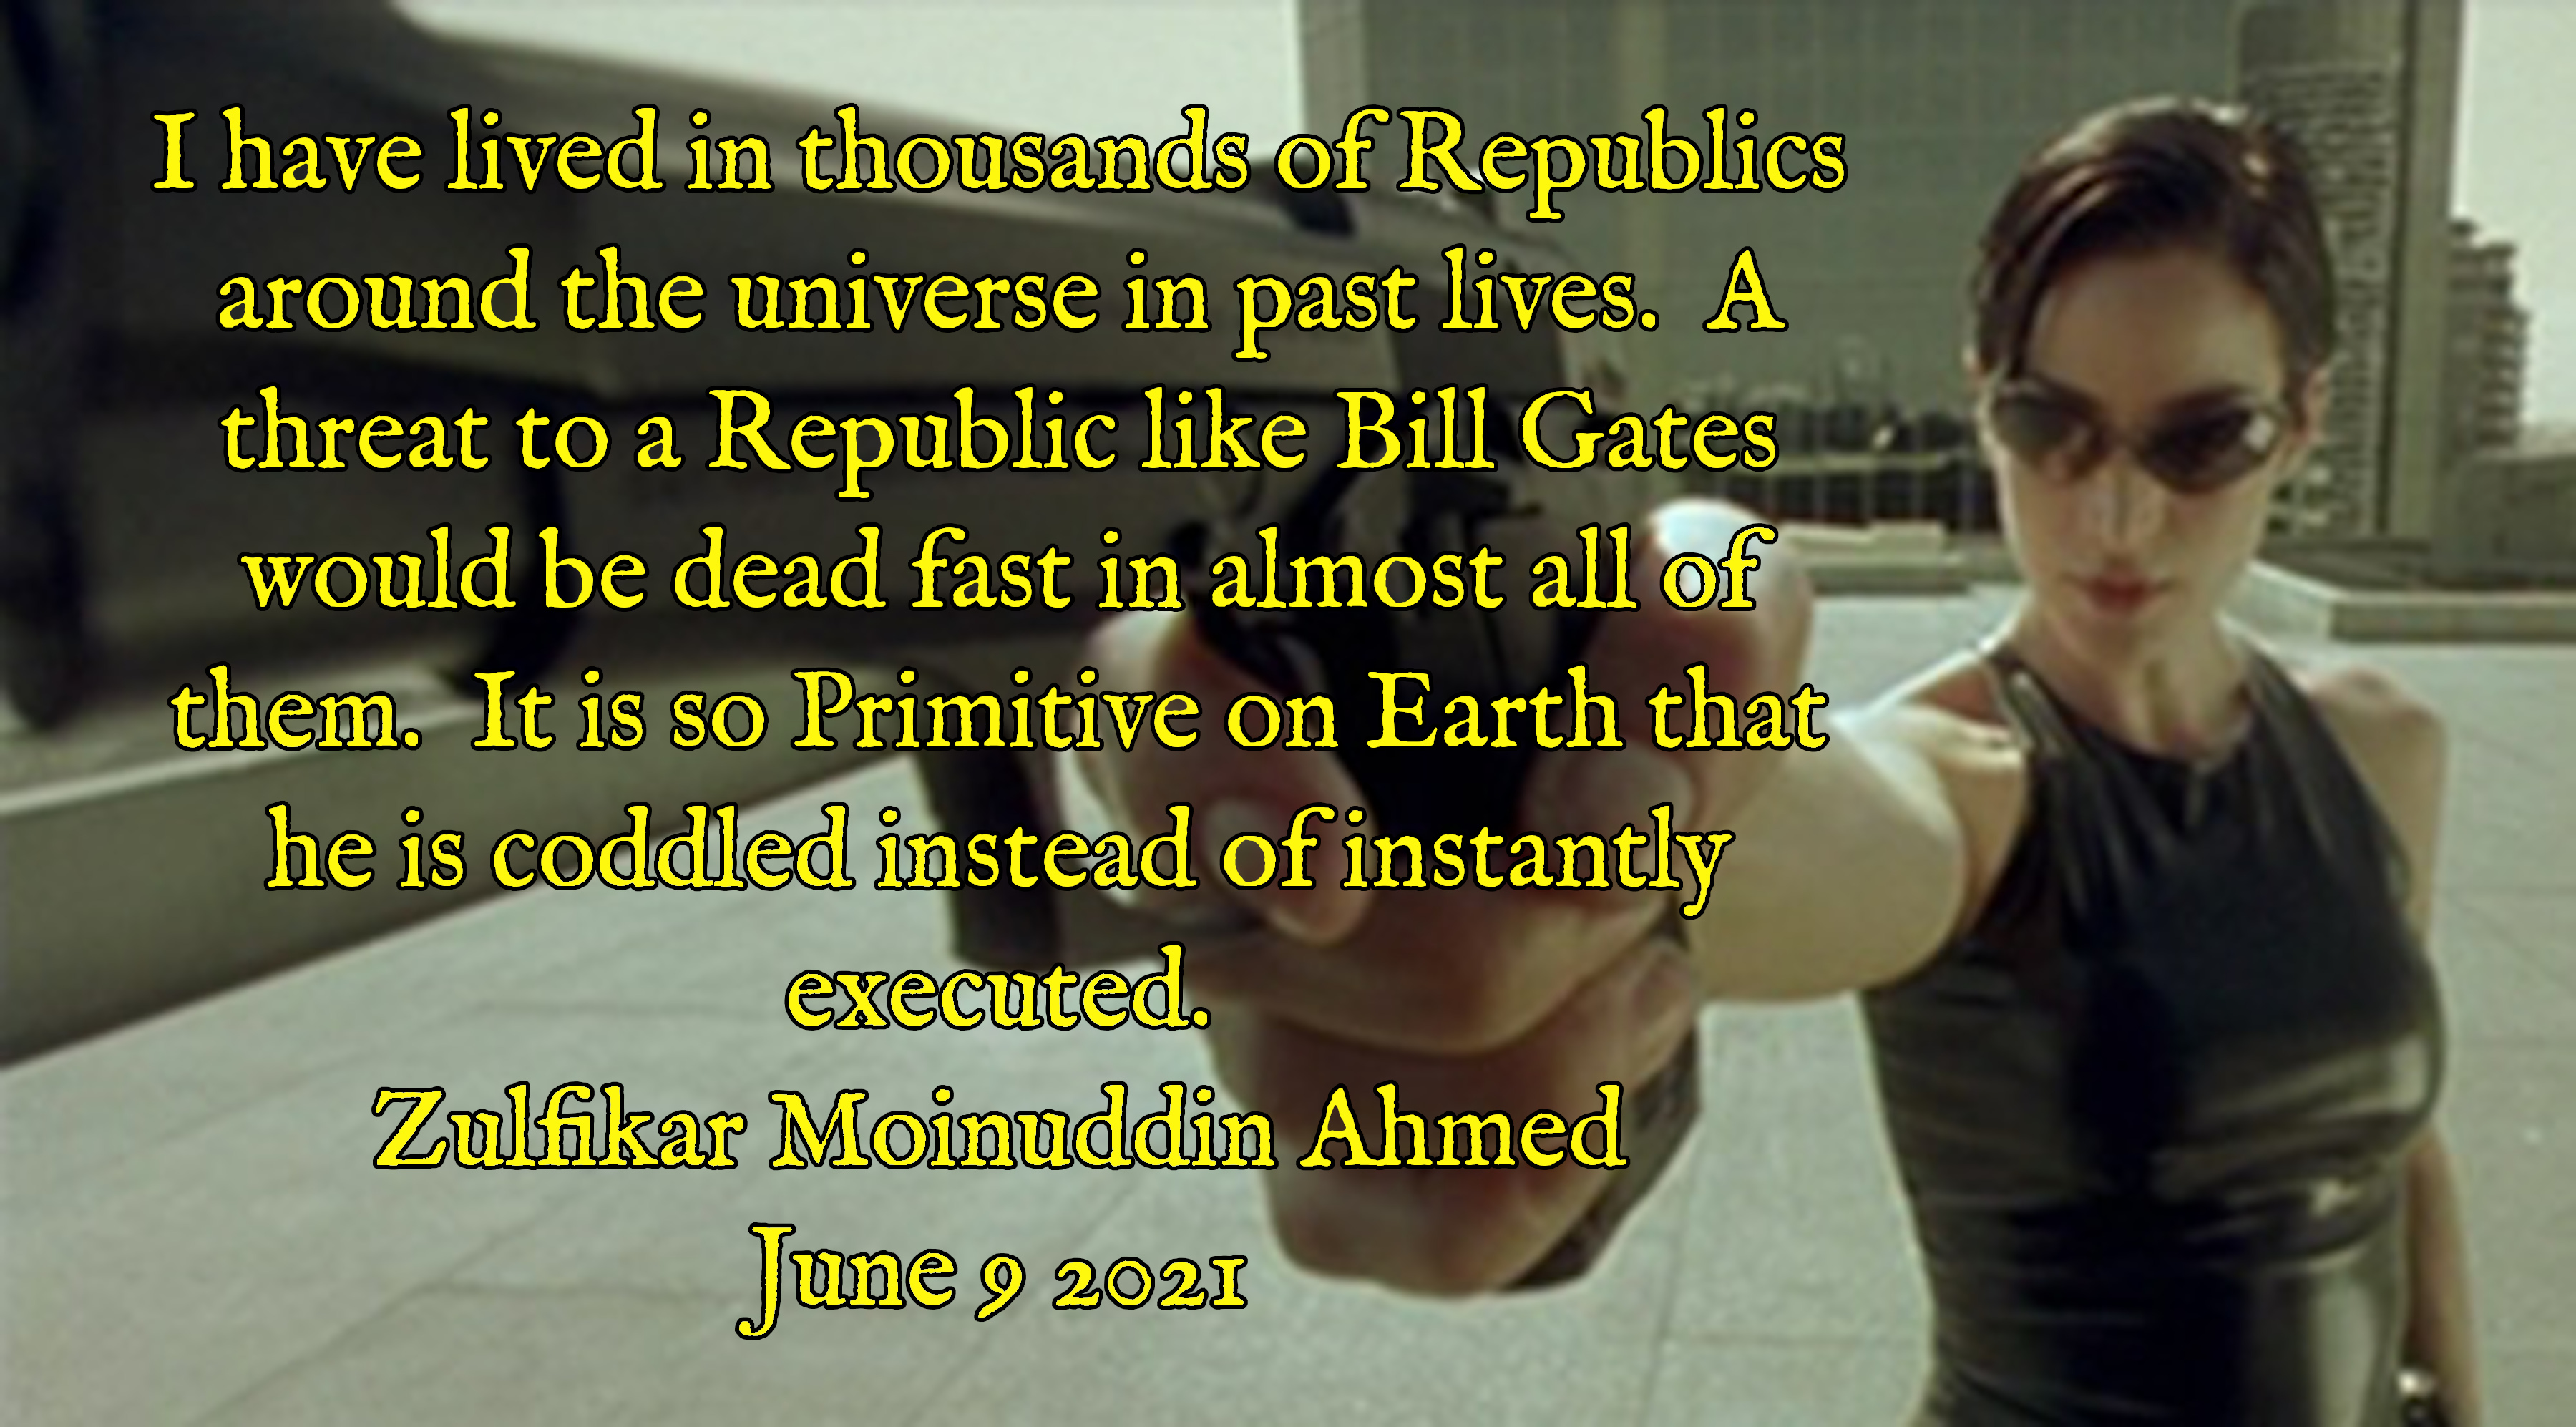 I have lived in thousands of Republics
around the universe in past lives.  A
threat to a Republic like Bill Gates
would be dead fast in almost all of
them.  It is so Primitive on Earth that
he is coddled instead of instantly
executed.
Zulfikar Moinuddin Ahmed
June 9 2021